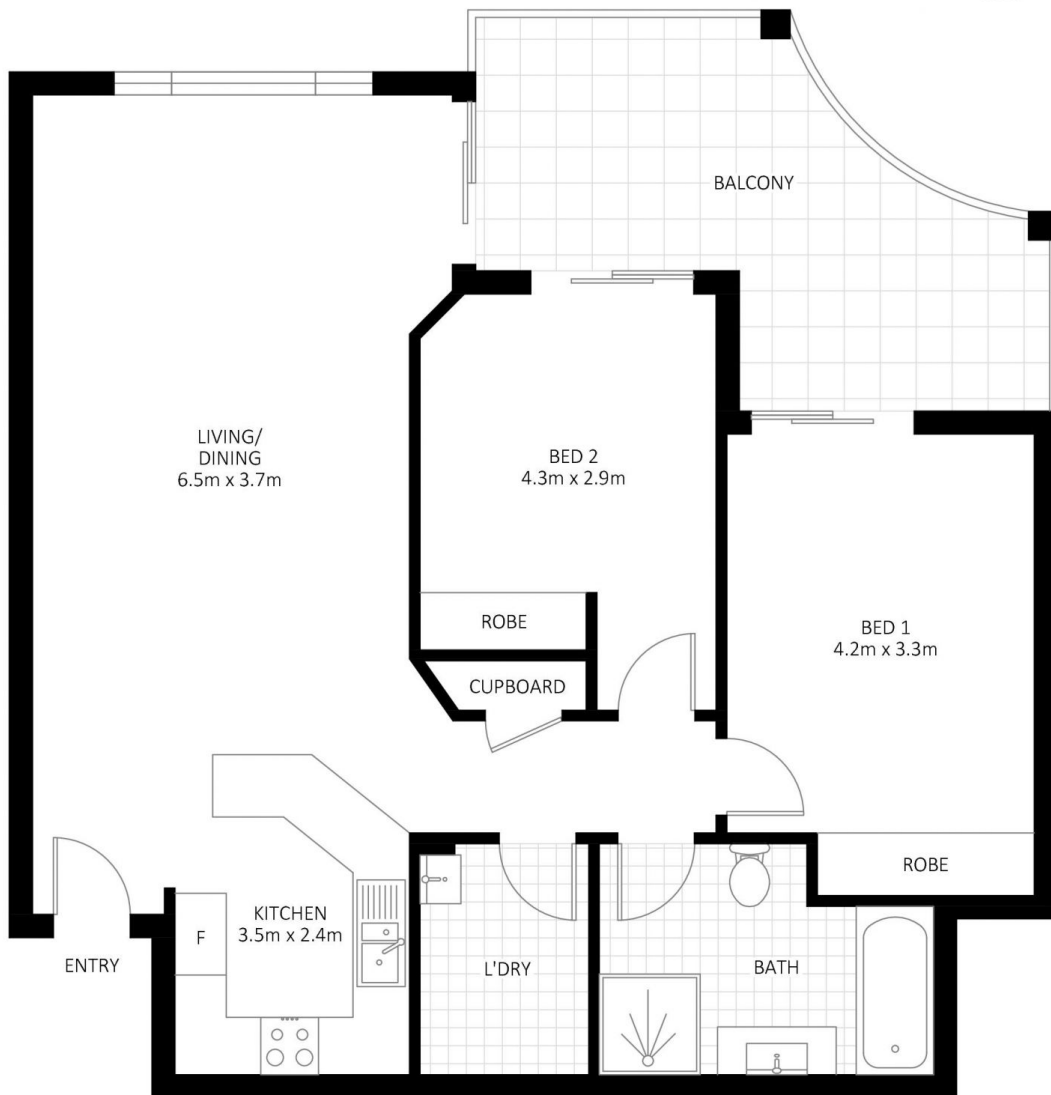 BALCONY
LIVING/
DINING
6.5m x 3.7m
BED 2
4.3m x 2.9m
BED 1
4.2m x 3.3m
ROBE
CUPBOARD
ROBE
KITCHEN
3.5m x 2.4m
F
ENTRY
L'DRY
BATH